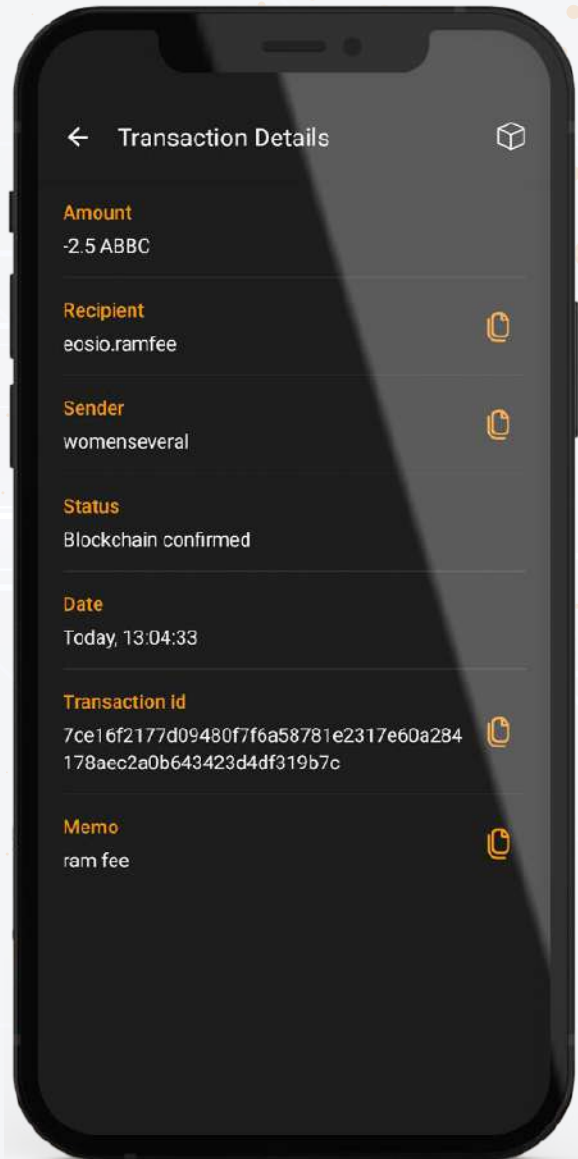 Transaction Details
Amount
-2.5 ABBC
Recipient
eosio.ramfee
Sender
womenseveral
Status
Blockchain confirmed
Date
Today, 13:04:33
Transaction id
7ce16f2177d09480f7f6a58781e2317e60a284
178aec2a0b643423d4df319b7c
Memo
ram fee